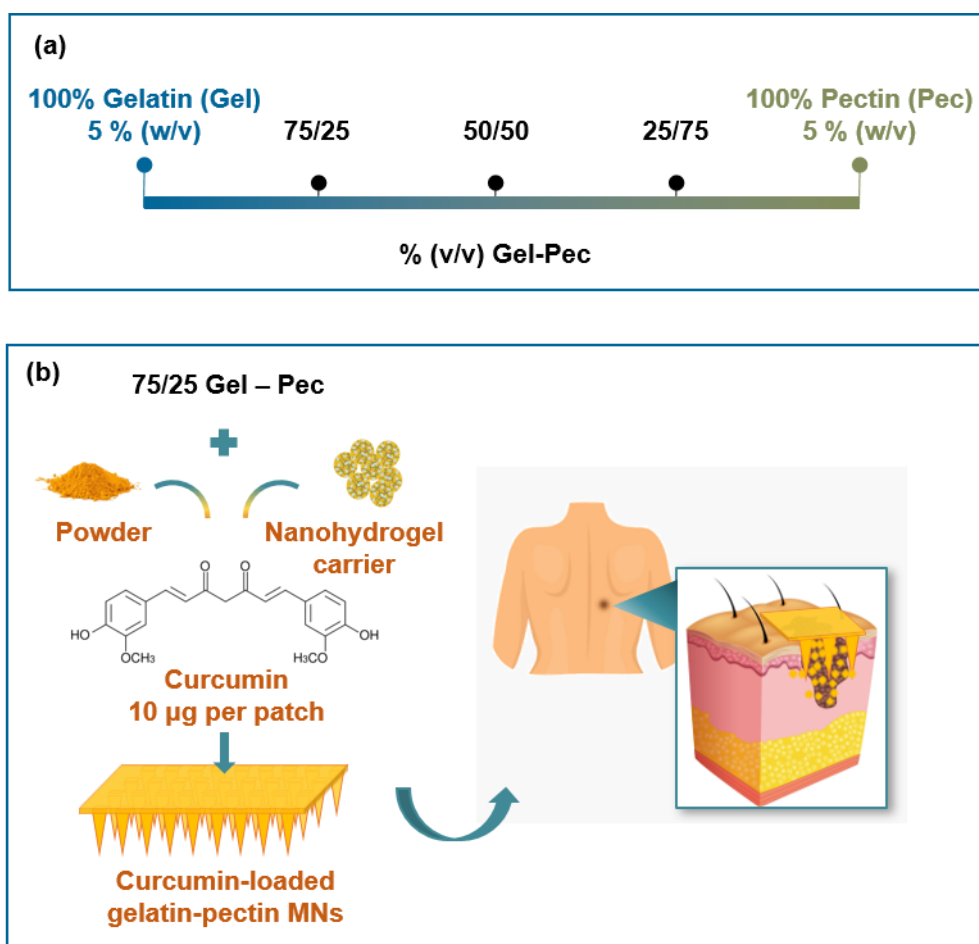 (a)
100% Gelatin (Gel)
5 % (w/v)
75/25
50/50
25/75
100% Pectin (Pec)
5 % (w/v)
% (v/v) Gel-Pec
(b)
75/25 Gel – Pec
Powder
Nanohydrogel
carrier
O
O
HO
OCH3
H3CO
OH
Curcumin
10 µg per patch
Curcumin-loaded
gelatin-pectin MNs